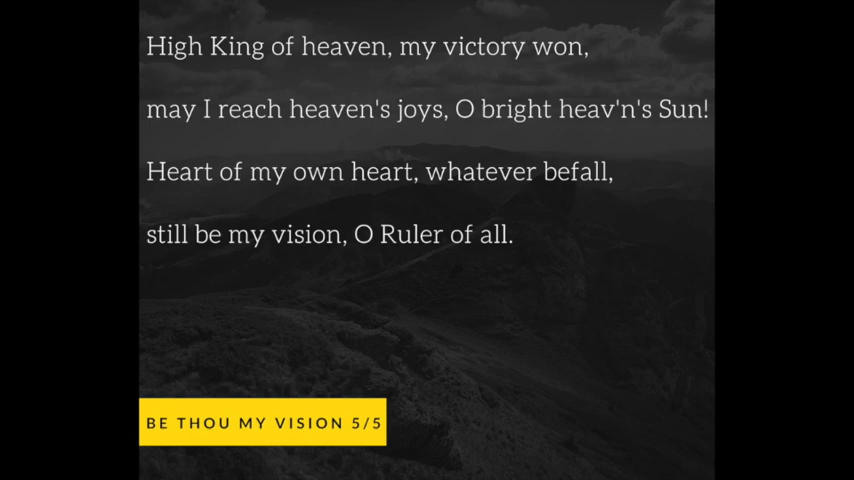 High King of heaven, my victory won,
may I reach heaven's joys, O bright heav'n's Sun!
Heart of my own heart, whatever befall,
still be my vision, O Ruler of all.
BE THOU MY VISION 5/5